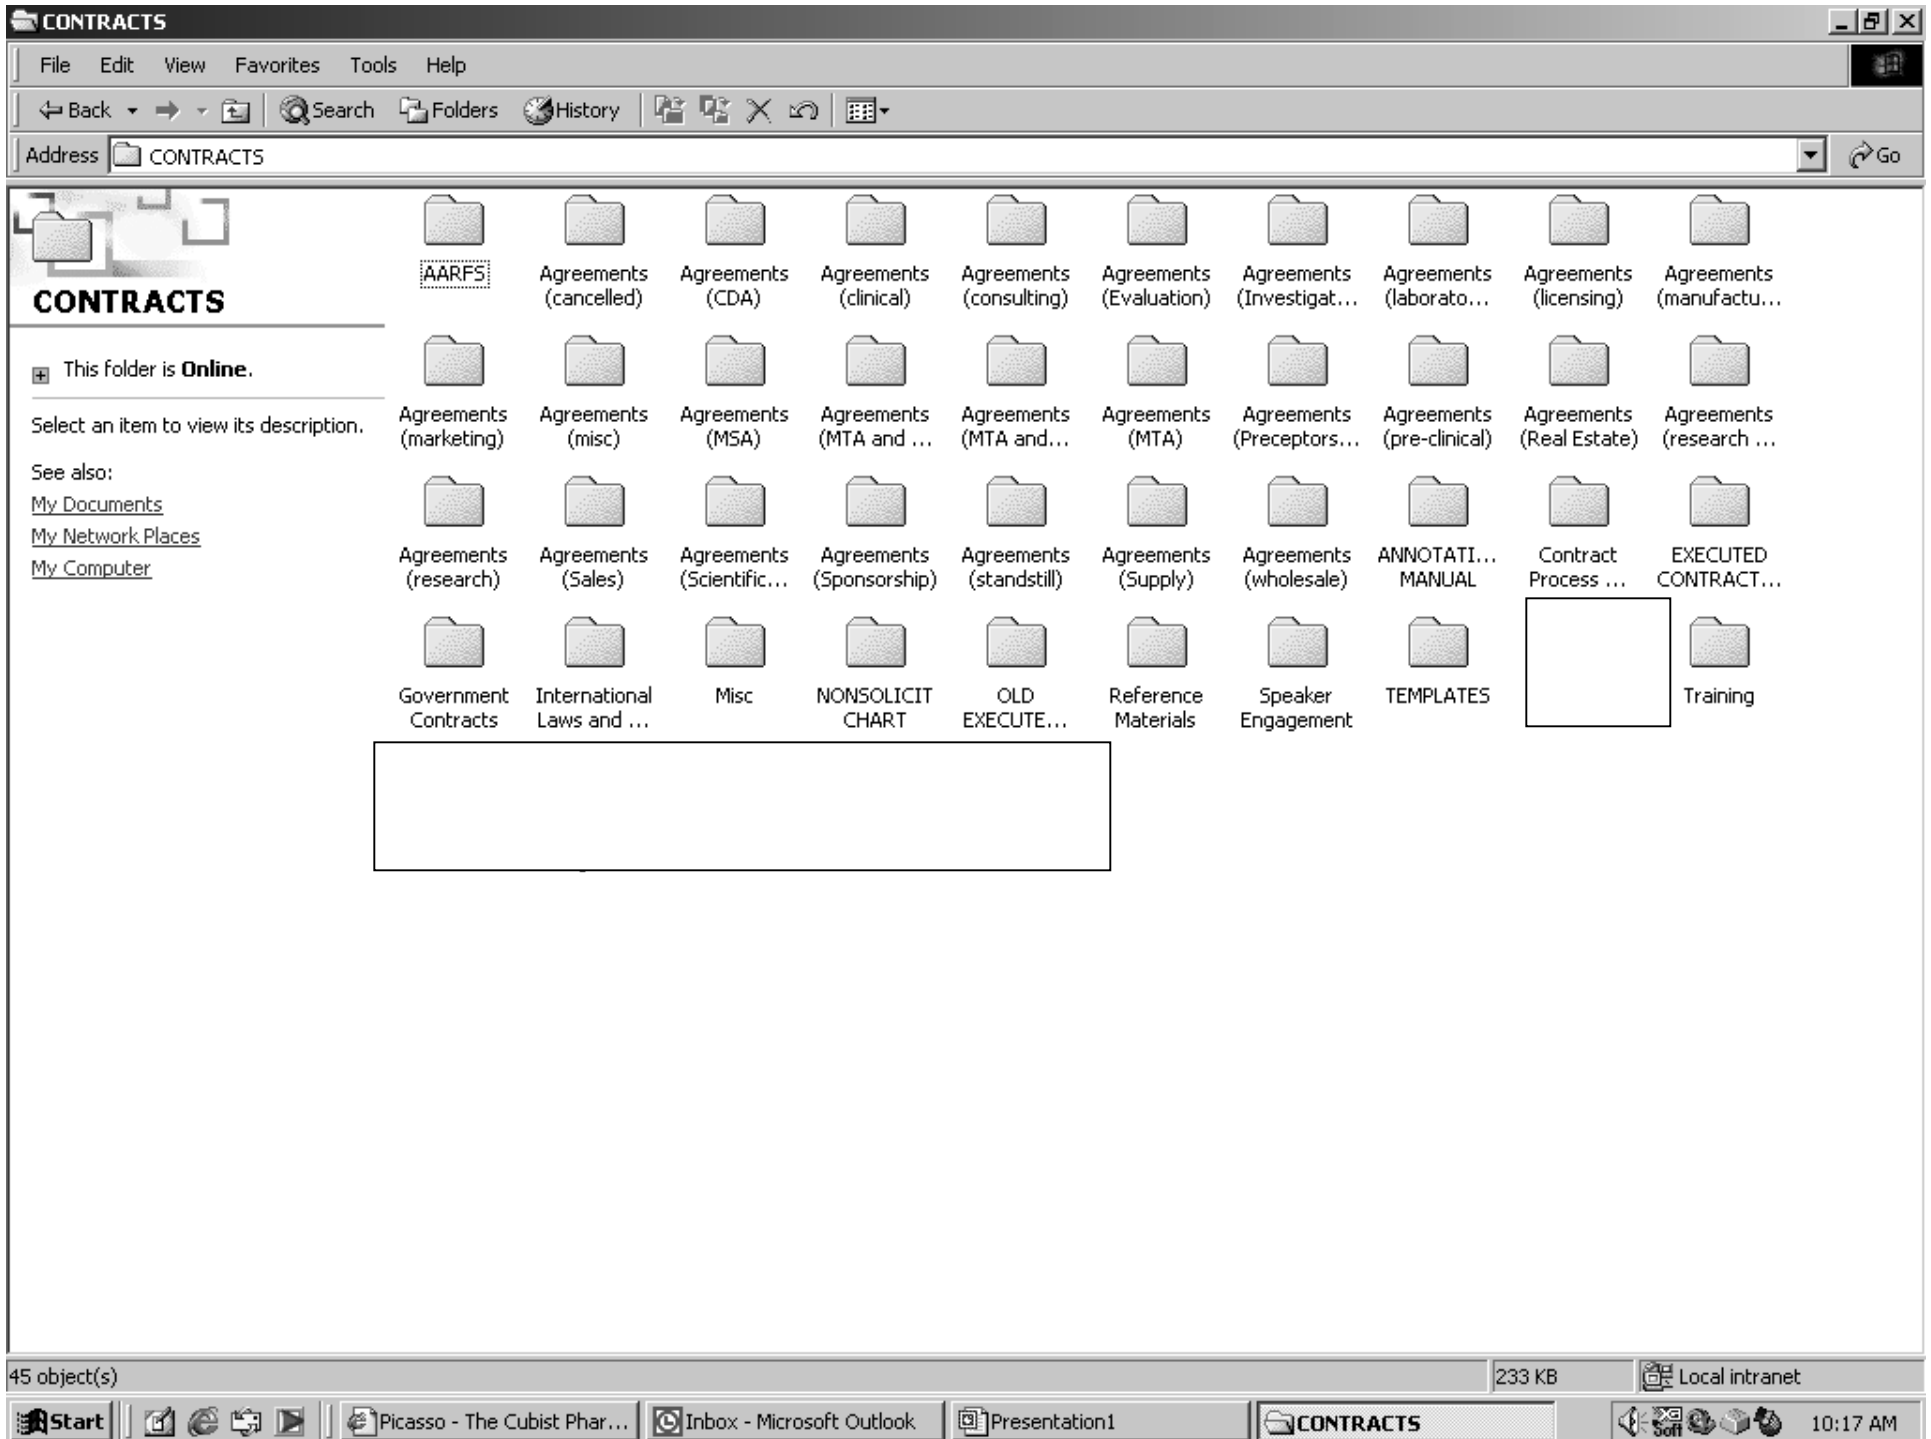 CONTRACTS
File Edit View Favorites Tools Help
Back Search Folders History
Address CONTRACTS Go
CONTRACTS
This folder is Online.
Select an item to view its description.
See also:
My Documents
My Network Places
My Computer
AARFS
Agreements (cancelled)
Agreements (CDA)
Agreements (clinical)
Agreements (consulting)
Agreements (Evaluation)
Agreements (Investigat...
Agreements (laborato...
Agreements (licensing)
Agreements (manufactu...
Agreements (marketing)
Agreements (misc)
Agreements (MSA)
Agreements (MTA and ...
Agreements (MTA and...
Agreements (MTA)
Agreements (Preceptors...
Agreements (pre-clinical)
Agreements (Real Estate)
Agreements (research ...
Agreements (research)
Agreements (Sales)
Agreements (Scientific...
Agreements (Sponsorship)
Agreements (standstill)
Agreements (Supply)
Agreements (wholesale)
ANNOTATI... MANUAL
Contract Process ...
EXECUTED CONTRACT...
Government Contracts
International Laws and ...
Misc
NONSOLICIT CHART
OLD EXECUTE...
Reference Materials
Speaker Engagement
TEMPLATES
Training
45 object(s) 233 KB Local intranet
Start Picasso - The Cubist Phar... Inbox - Microsoft Outlook Presentation1 CONTRACTS 10:17 AM